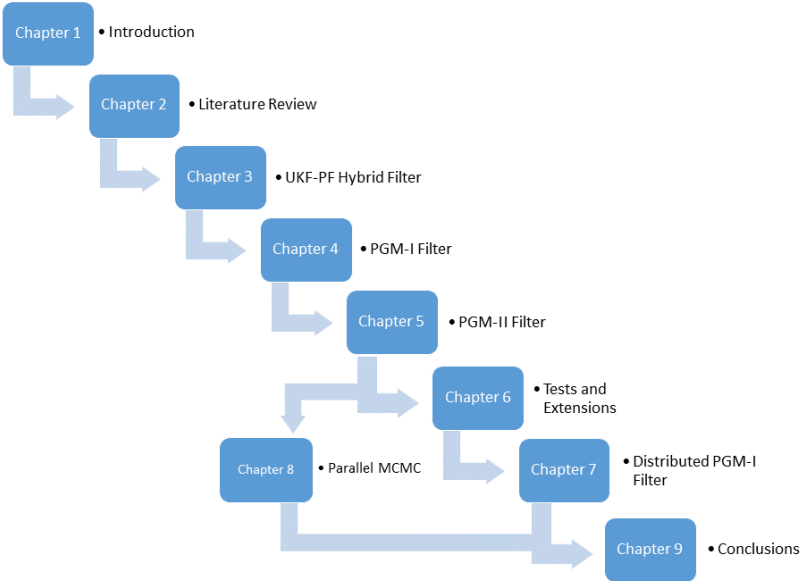 Chapter 1
• Introduction
Chapter 2
• Literature Review
Chapter 3
• UKF-PF Hybrid Filter
Chapter 4
• PGM-I Filter
Chapter 5
• PGM-II Filter
Chapter 6
• Tests and
Extensions
Chapter 8
• Parallel MCMC
Chapter 7
• Distributed PGM-I
Filter
Chapter 9
• Conclusions